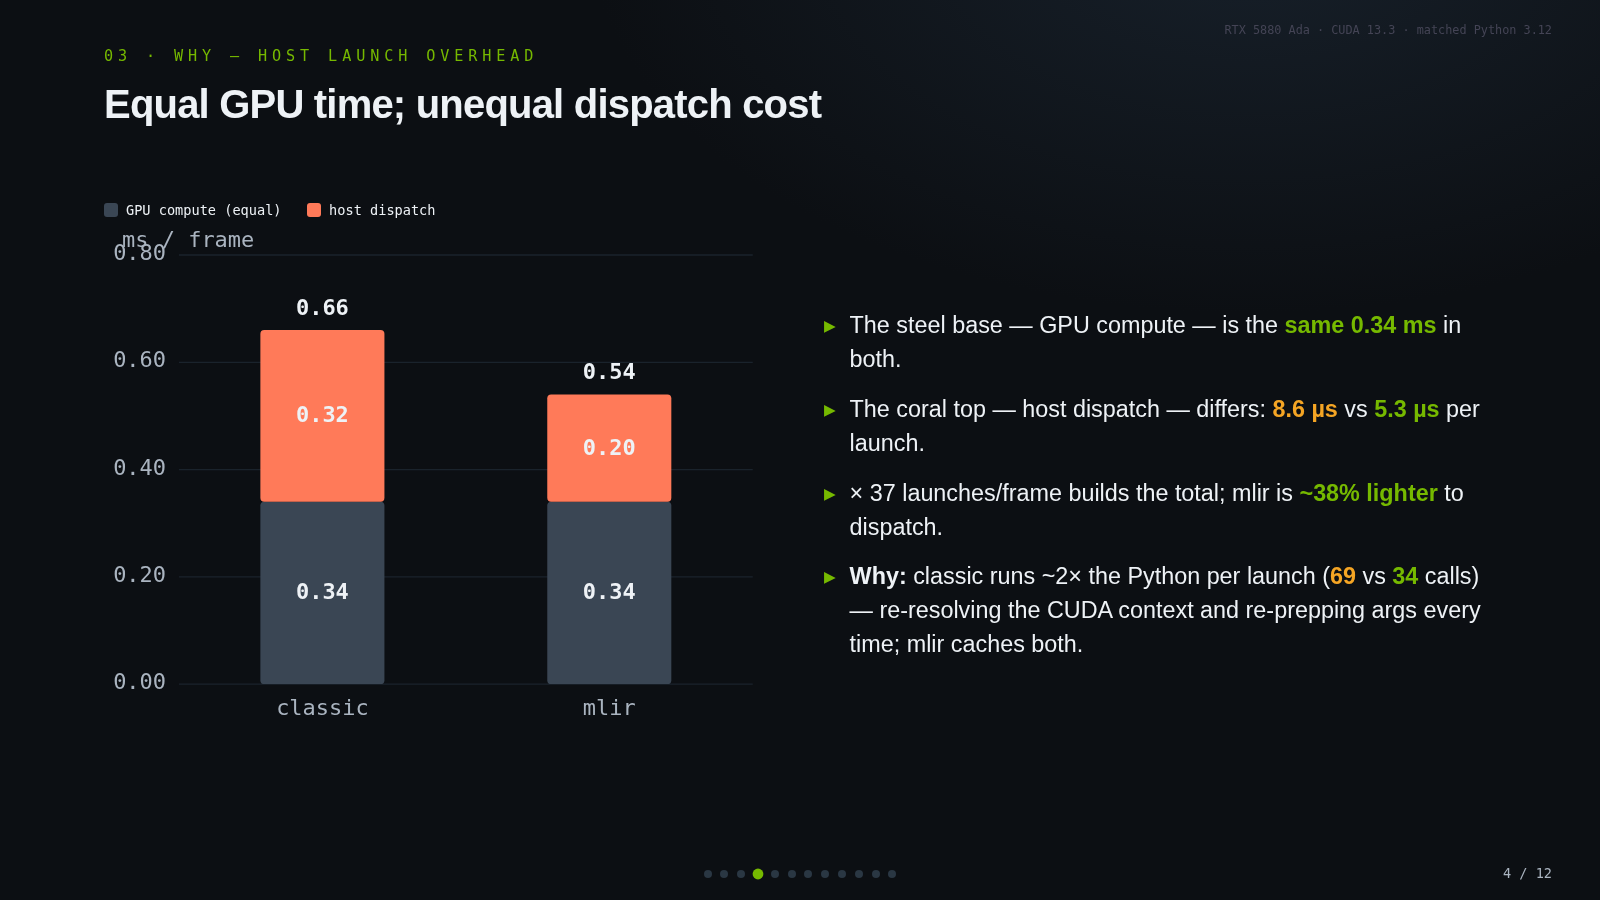 RTX 5880 Ada · CUDA 13.3 · matched Python 3.12
03 · WHY — HOST LAUNCH OVERHEAD
Equal GPU time; unequal dispatch cost
GPU compute (equal)
host dispatch
ms / frame
0.80
0.60
0.40
0.20
0.00
0.66
0.32
0.34
0.54
0.20
0.34
classic
mlir
▶ The steel base — GPU compute — is the same 0.34 ms in
both.
▶ The coral top — host dispatch — differs: 8.6 µs vs 5.3 µs per
launch.
▶ × 37 launches/frame builds the total; mlir is ~38% lighter to
dispatch.
▶ Why: classic runs ~2× the Python per launch (69 vs 34 calls)
— re-resolving the CUDA context and re-prepping args every
time; mlir caches both.
4 / 12